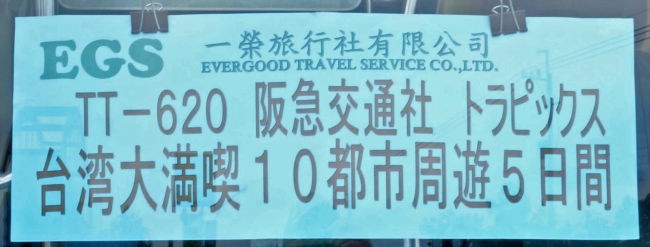 EGS 一榮旅行社有限公司
EVERGOOD TRAVEL SERVICE CO.,LTD.
TT-620 阪急交通社 トラピックス
台湾大満喫10都市周遊5日間